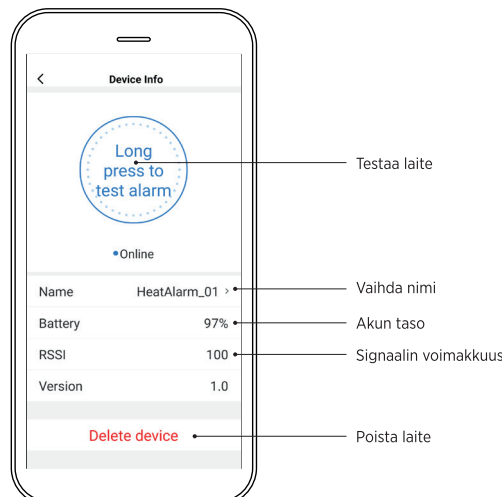 Device Info
Long
press to
test alarm
Testaa laite
Online
Name HeatAlarm_01 > Vaihda nimi
Battery 97% Akun taso
RSSI 100 Signaalin voimakkuus
Version 1.0
Delete device Poista laite